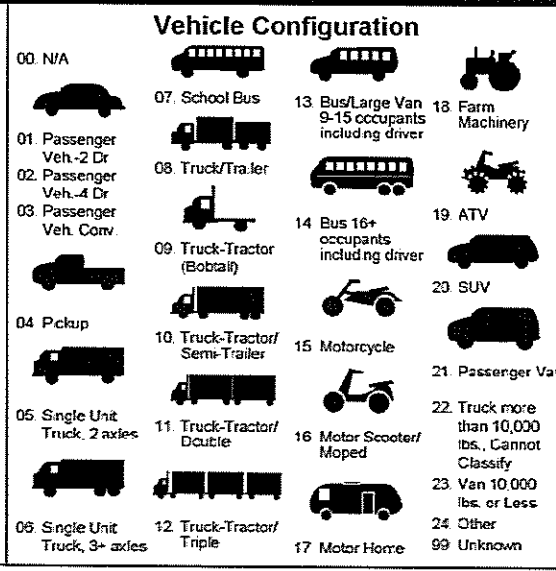 Vehicle Configuration
00. N/A
01. Passenger
Veh.-2 Dr
02. Passenger
Veh.-4 Dr
03. Passenger
Veh. Conv.
04. Pickup
05. Single Unit
Truck, 2 axles
06. Single Unit
Truck, 3+ axles
07. School Bus
08. Truck/Trailer
09. Truck-Tractor
(Bobtail)
10. Truck-Tractor/
Semi-Trailer
11. Truck-Tractor/
Double
12. Truck-Tractor/
Triple
13. Bus/Large Van
9-15 occupants
including driver
14. Bus 16+
occupants
including driver
15. Motorcycle
16. Motor Scooter/
Moped
17. Motor Home
18. Farm
Machinery
19. ATV
20. SUV
21. Passenger Van
22. Truck more
than 10,000
lbs., Cannot
Classify
23. Van 10,000
lbs. or Less
24. Other
99. Unknown